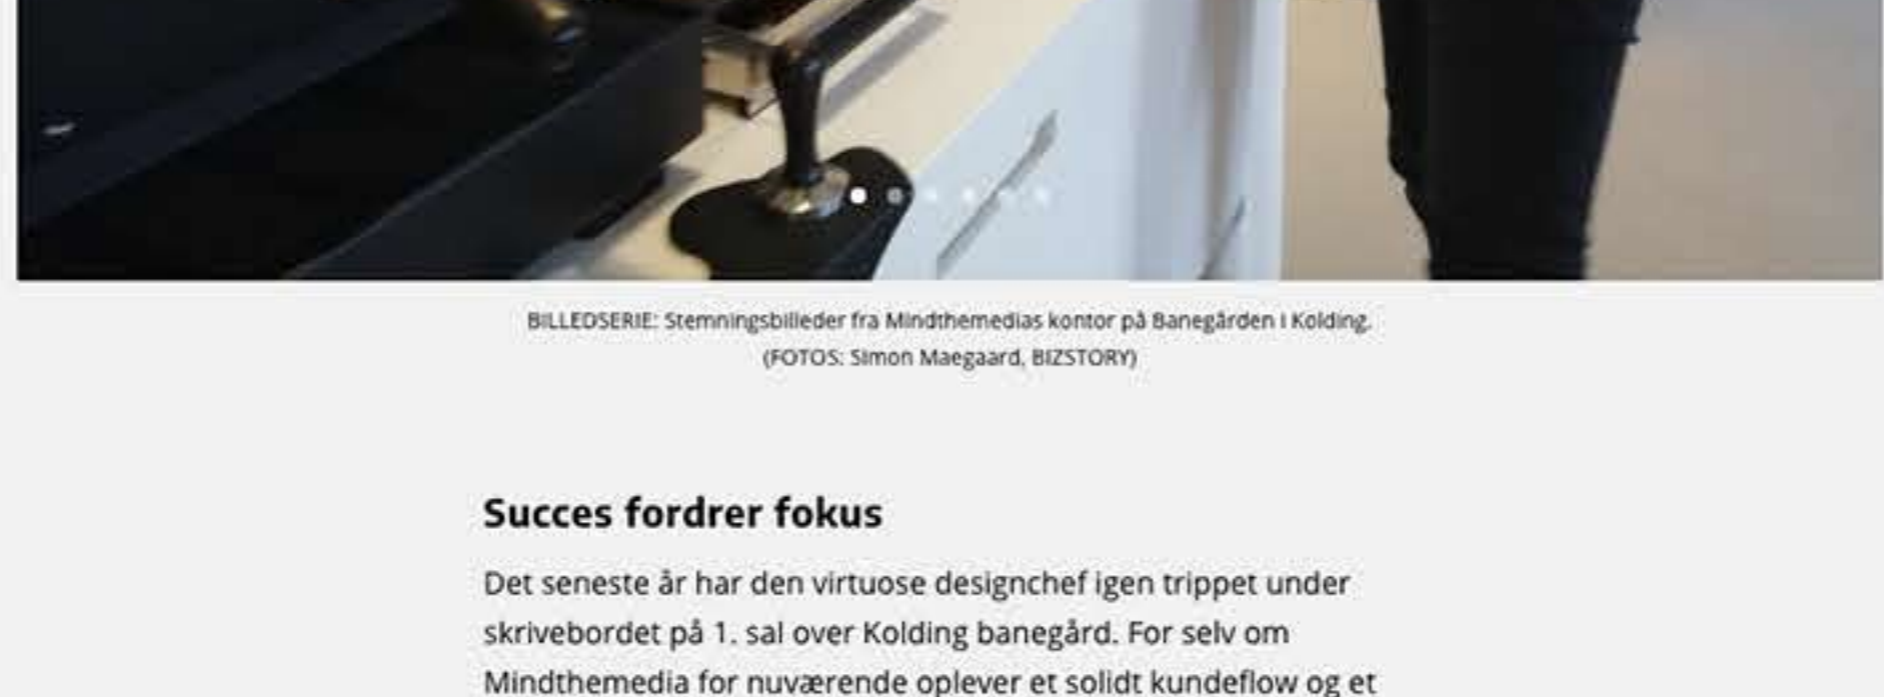 BILLEDSERIE: Stemningsbilleder fra Mindthemedias kontor på Banegården i Kolding.
(FOTOS: Simon Maegaard, BIZSTORY)
Succes fordrer fokus
Det seneste år har den virtuose designchef igen trippet under
skrivebordet på 1. sal over Kolding banegård. For selv om
Mindthemedia for nuværende oplever et solidt kundeflow og et